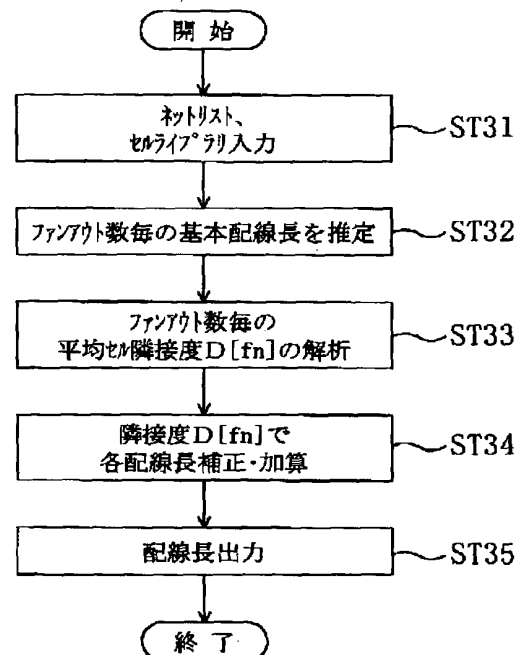 開 始
ﾈｯﾄﾘｽﾄ、
ｾﾙﾗｲﾌﾞﾗﾘ入力
ST31
ﾌｧﾝｱｳﾄ数毎の基本配線長を推定
ST32
ﾌｧﾝｱｳﾄ数毎の
平均ｾﾙ隣接度D[fn]の解析
ST33
隣接度D[fn]で
各配線長補正・加算
ST34
配線長出力
ST35
終 了